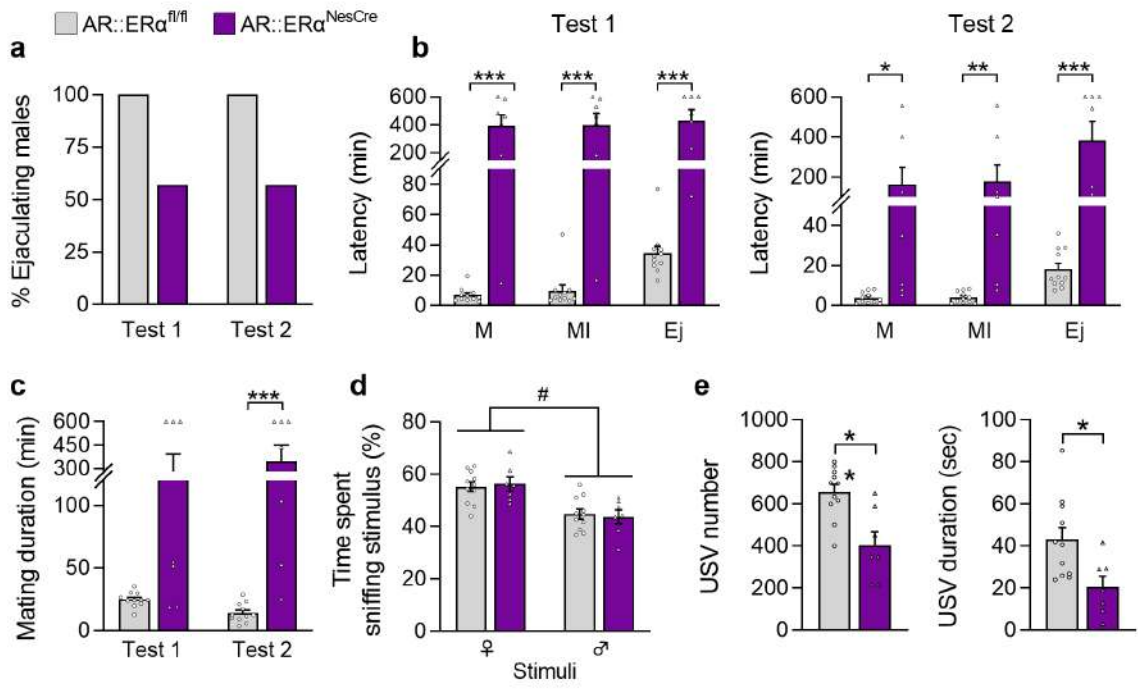 AR::ERα^fl/fl AR::ERα^NesCre
a
% Ejaculating males
100
75
50
25
0
Test 1 Test 2
b
Test 1
Latency (min)
600
400
200
80
60
40
20
0
*** *** ***
M MI Ej
Test 2
Latency (min)
600
400
200
40
20
0
* ** ***
M MI Ej
c
Mating duration (min)
600
450
300
100
50
25
0
***
Test 1 Test 2
d
Time spent
sniffing stimulus (%)
80
60
40
20
0
#
♀ ♂
Stimuli
e
USV number
1000
800
600
400
200
0
*
*
USV duration (sec)
100
80
60
40
20
0
*